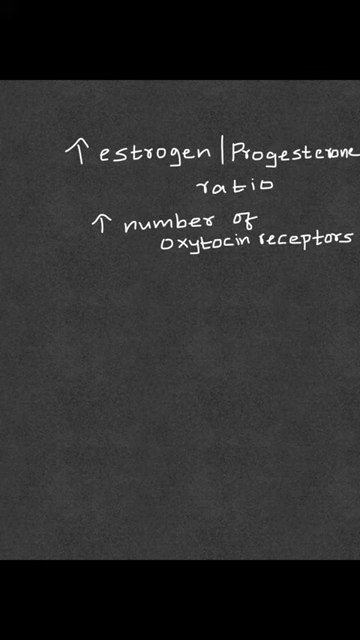 ↑ estrogen | Progesterone
ratio
↑ number of
oxytocin receptors